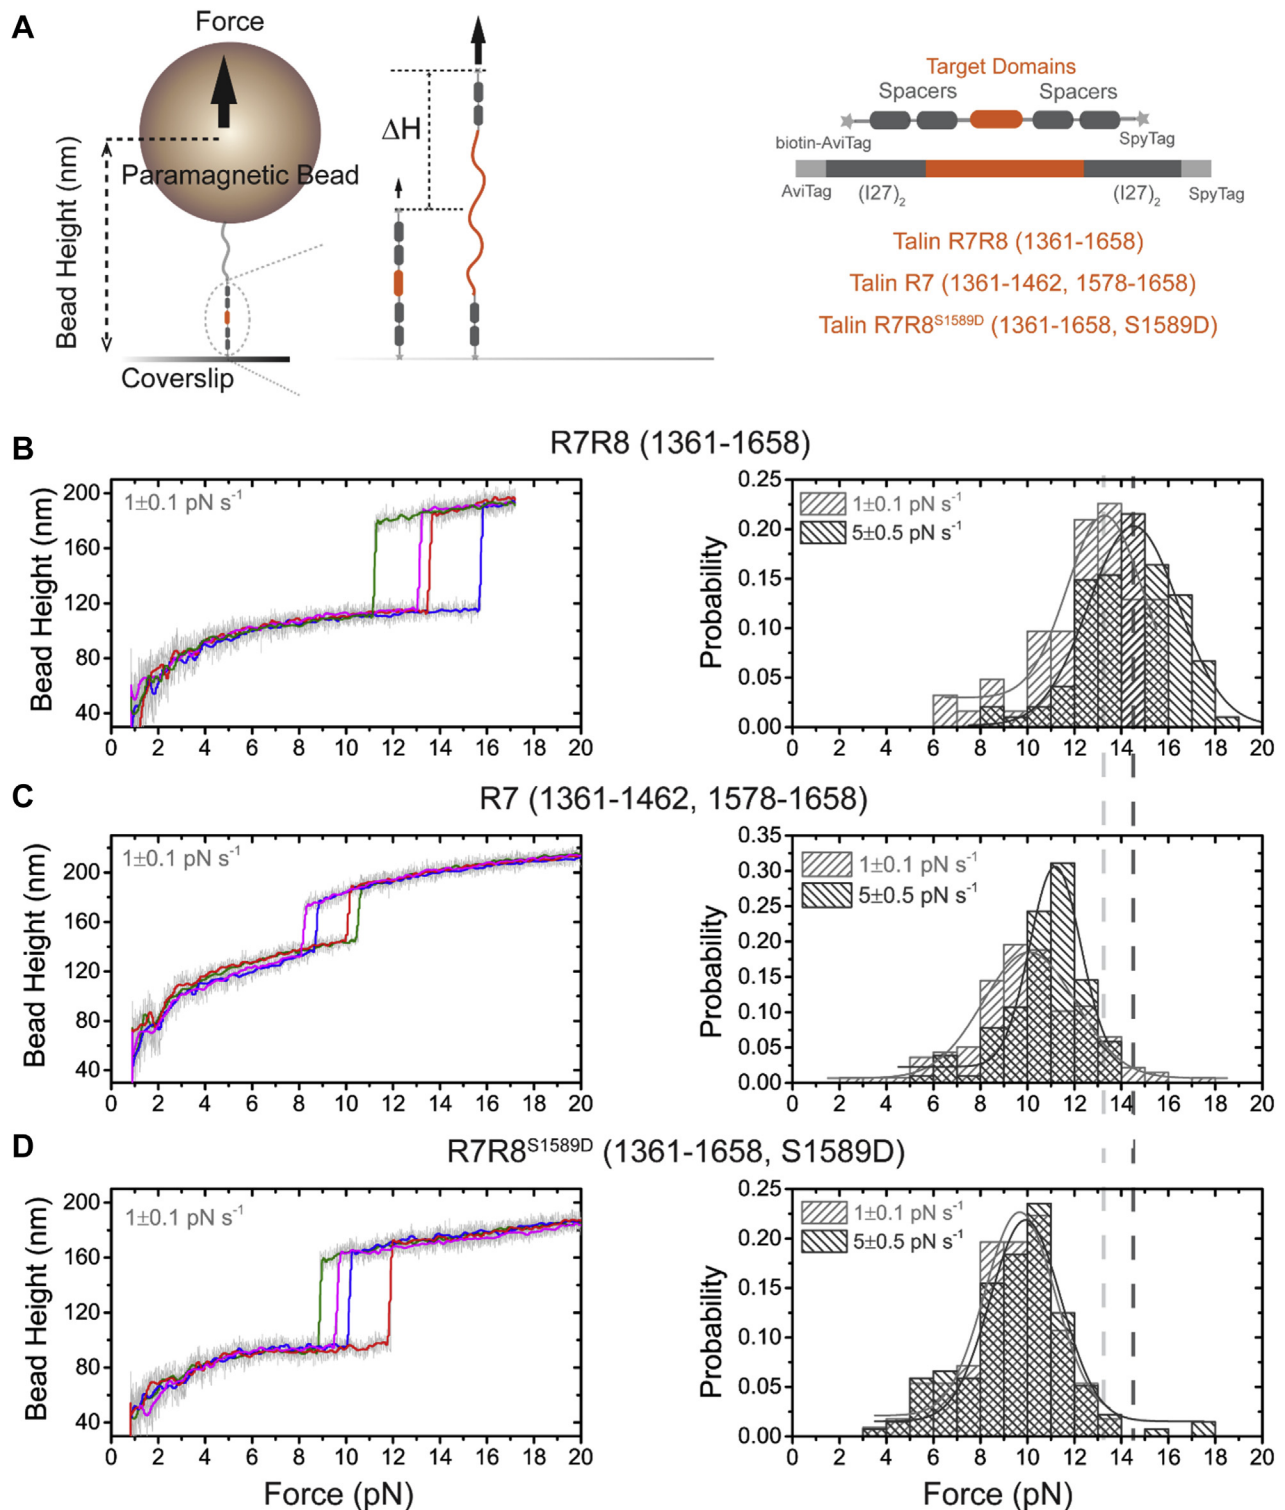 A
Force
Paramagnetic Bead
Bead Height (nm)
Coverslip
ΔH
Target Domains
Spacers Spacers
biotin-AviTag SpyTag
AviTag (I27)₂ (I27)₂ SpyTag
Talin R7R8 (1361-1658)
Talin R7 (1361-1462, 1578-1658)
Talin R7R8^S1589D (1361-1658, S1589D)
B
R7R8 (1361-1658)
1±0.1 pN s⁻¹
Bead Height (nm)
200
160
120
80
40
0 2 4 6 8 10 12 14 16 18 20
Probability
0.25
0.20
0.15
0.10
0.05
0.00
1±0.1 pN s⁻¹
5±0.5 pN s⁻¹
0 2 4 6 8 10 12 14 16 18 20
C
R7 (1361-1462, 1578-1658)
1±0.1 pN s⁻¹
Bead Height (nm)
200
160
120
80
40
0 2 4 6 8 10 12 14 16 18 20
Probability
0.35
0.30
0.25
0.20
0.15
0.10
0.05
0.00
1±0.1 pN s⁻¹
5±0.5 pN s⁻¹
0 2 4 6 8 10 12 14 16 18 20
D
R7R8^S1589D (1361-1658, S1589D)
1±0.1 pN s⁻¹
Bead Height (nm)
200
160
120
80
40
0 2 4 6 8 10 12 14 16 18 20
Force (pN)
Probability
0.25
0.20
0.15
0.10
0.05
0.00
1±0.1 pN s⁻¹
5±0.5 pN s⁻¹
0 2 4 6 8 10 12 14 16 18 20
Force (pN)